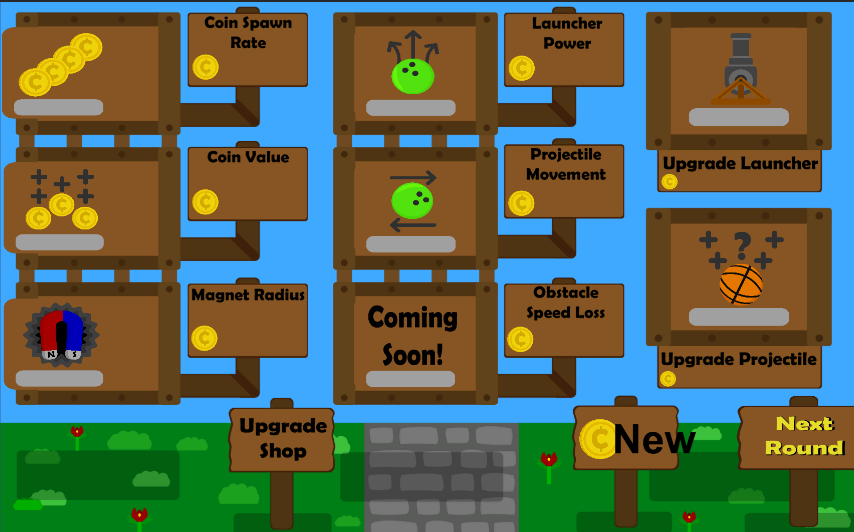 Coin Spawn
Rate
Launcher
Power
Upgrade Launcher
Coin Value
Projectile
Movement
Magnet Radius
N S
Coming
Soon!
Obstacle
Speed Loss
Upgrade Projectile
Upgrade
Shop
New
Next
Round